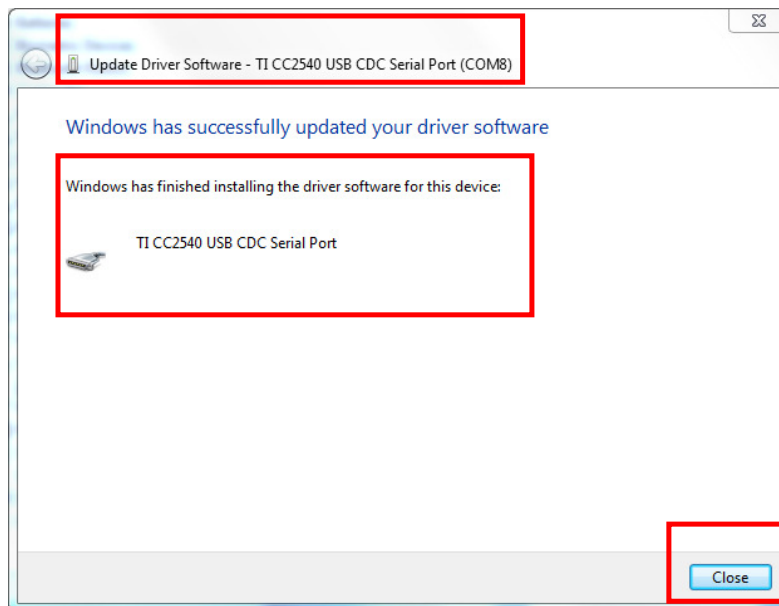 Update Driver Software - TI CC2540 USB CDC Serial Port (COM8)
Windows has successfully updated your driver software
Windows has finished installing the driver software for this device:
TI CC2540 USB CDC Serial Port
Close